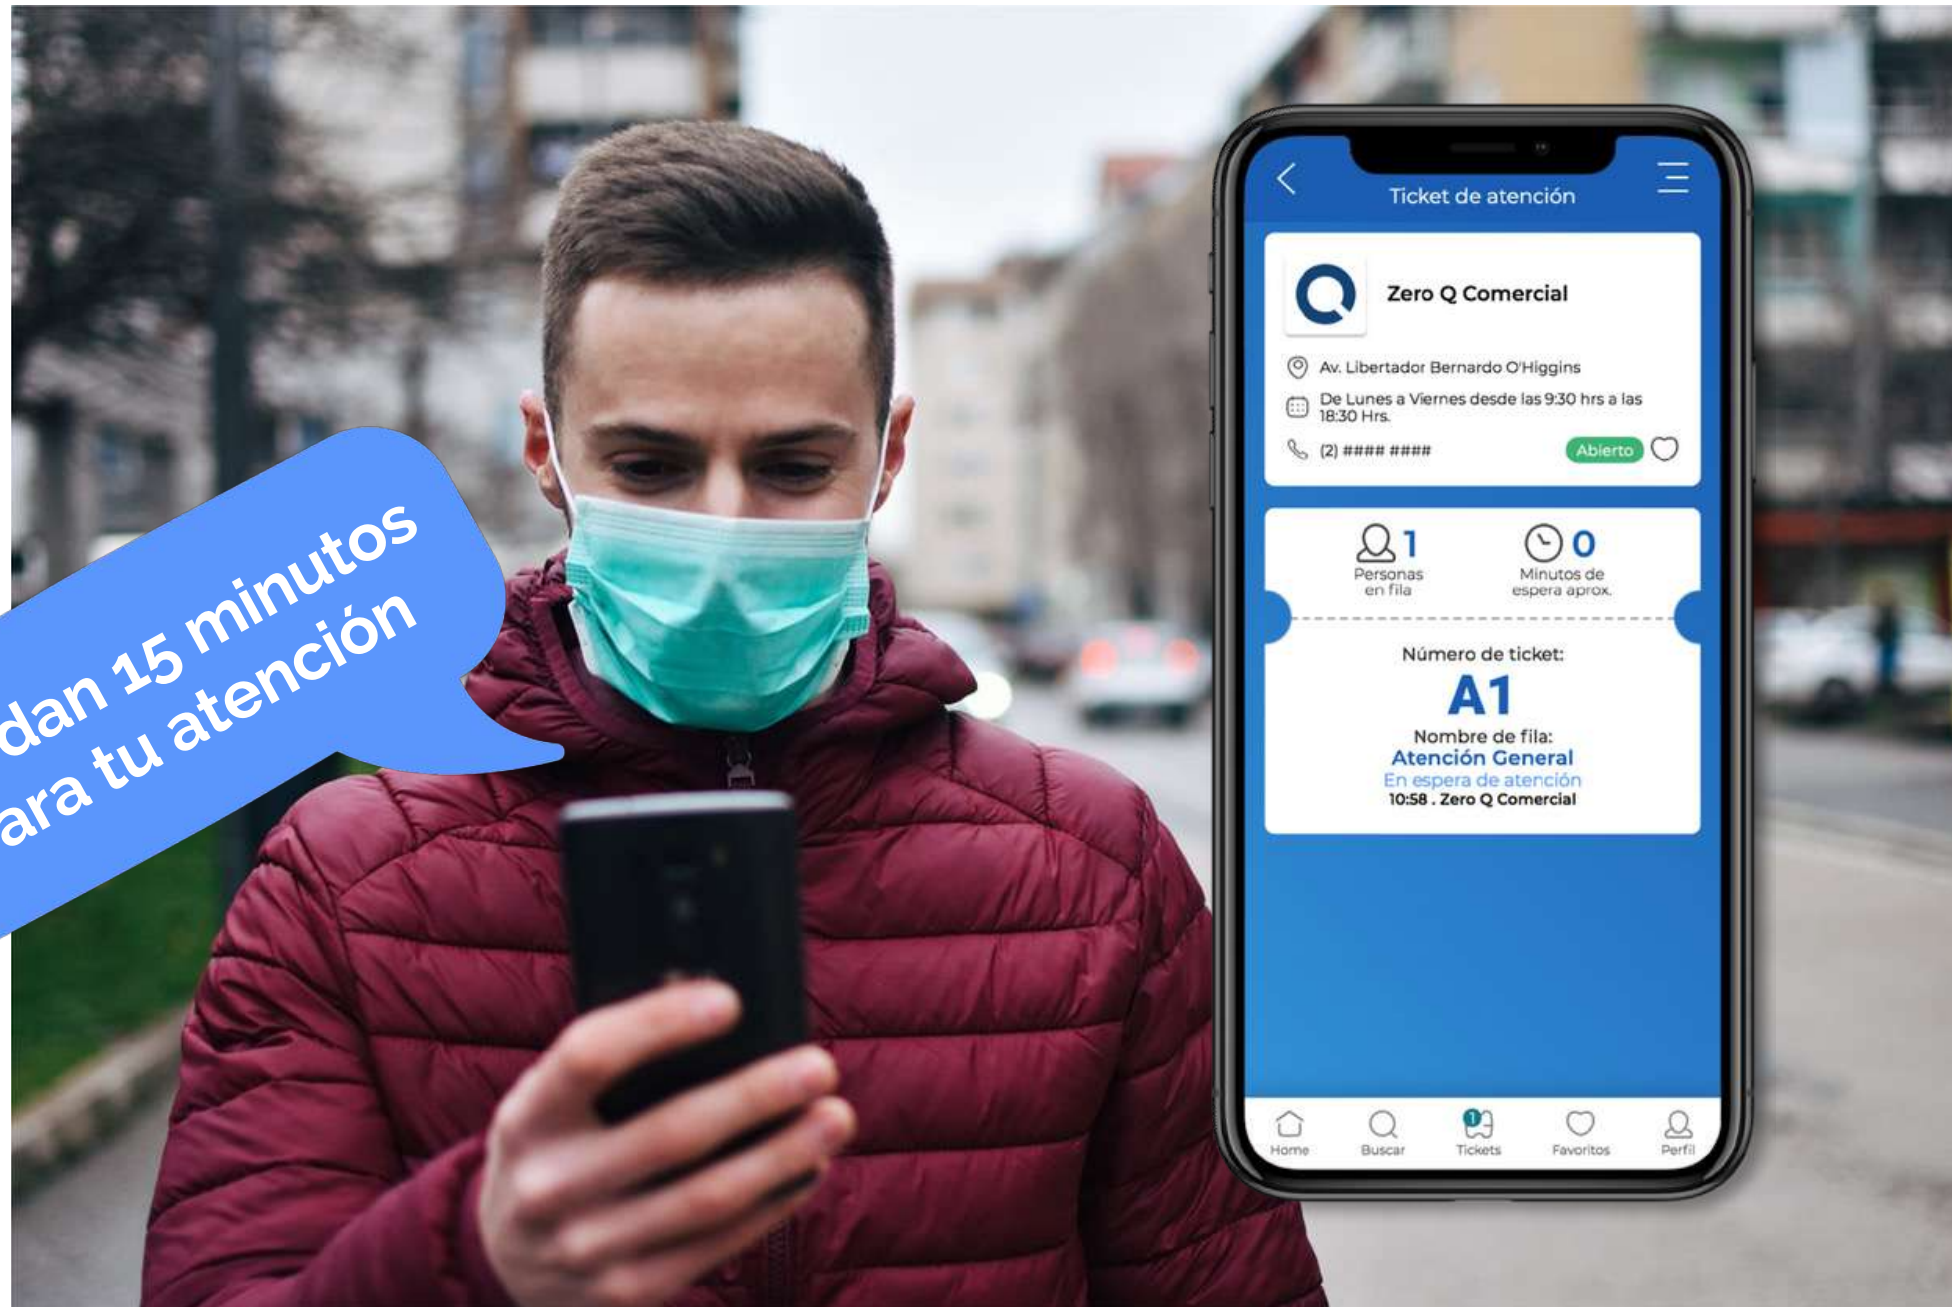 dan 15 minutos
ara tu atención
Ticket de atención
Zero Q Comercial
Av. Libertador Bernardo O'Higgins
De Lunes a Viernes desde las 9:30 hrs a las
18:30 Hrs.
(2) #### ####
Abierto
1
Personas
en fila
0
Minutos de
espera aprox.
Número de ticket:
A1
Nombre de fila:
Atención General
En espera de atención
10:58 . Zero Q Comercial
1
Home
Buscar
Tickets
Favoritos
Perfil